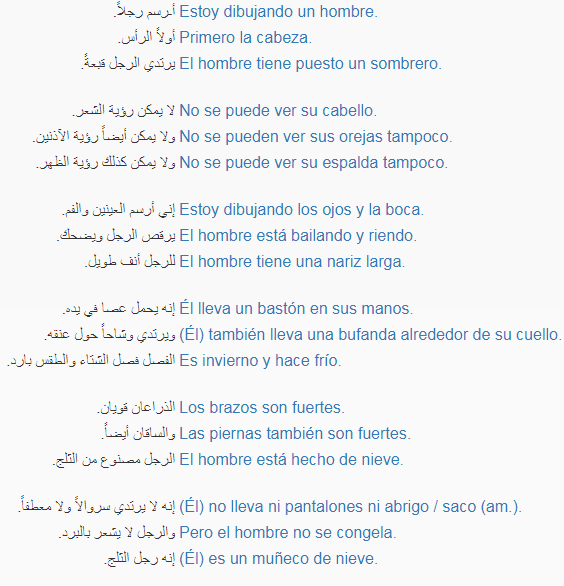 أرسم رجلاً. Estoy dibujando un hombre.
أولاً الرأس. Primero la cabeza.
يرتدي الرجل قبعةً. El hombre tiene puesto un sombrero.
لا يمكن رؤية الشعر. No se puede ver su cabello.
ولا يمكن أيضاً رؤية الآذنين. No se pueden ver sus orejas tampoco.
ولا يمكن كذلك رؤية الظهر. No se puede ver su espalda tampoco.
إني أرسم العينين والفم. Estoy dibujando los ojos y la boca.
يرقص الرجل ويضحك. El hombre está bailando y riendo.
للرجل أنف طويل. El hombre tiene una nariz larga.
إنه يحمل عصا في يده. Él lleva un bastón en sus manos.
ويرتدي وشاحاً حول عنقه. (Él) también lleva una bufanda alrededor de su cuello.
الفصل فصل الشتاء والطقس بارد. Es invierno y hace frío.
الذراعان قويان. Los brazos son fuertes.
والساقان أيضاً. Las piernas también son fuertes.
الرجل مصنوع من الثلج. El hombre está hecho de nieve.
إنه لا يرتدي سروالاً ولا معطفاً. (Él) no lleva ni pantalones ni abrigo / saco (am.).
والرجل لا يشعر بالبرد. Pero el hombre no se congela.
إنه رجل الثلج. (Él) es un muñeco de nieve.